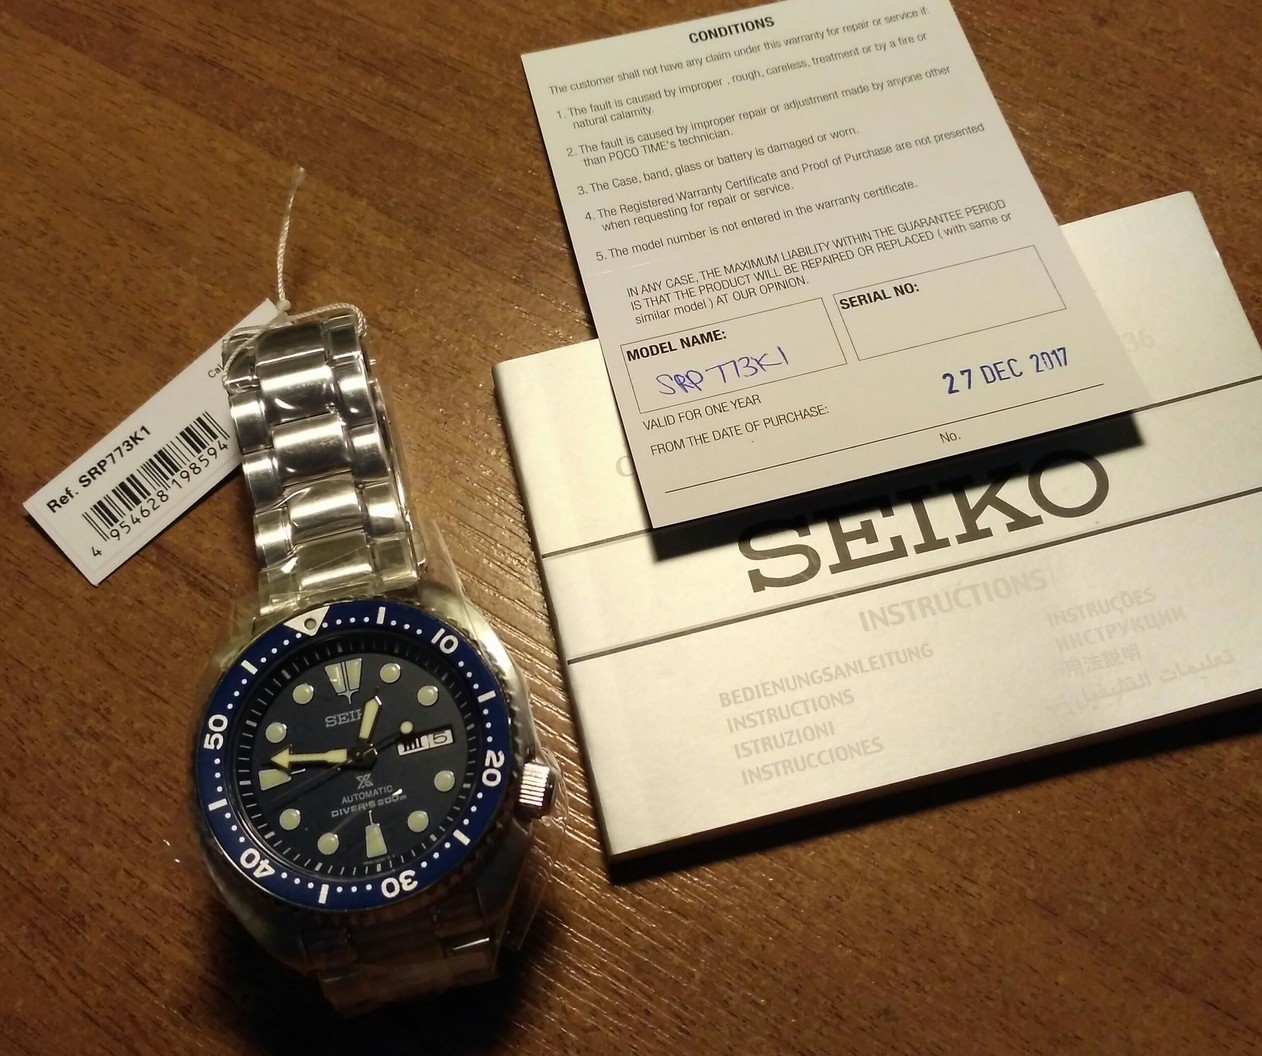 CONDITIONS
The customer shall not have any claim under this warranty for repair or service if:
1. The fault is caused by improper , rough, careless, treatment or by a fire or
natural calamity.
2. The fault is caused by improper repair or adjustment made by anyone other
than POCO TIME's technician.
3. The Case, band, glass or battery is damaged or worn.
4. The Registered Warranty Certificate and Proof of Purchase are not presented
when requesting for repair or service.
5. The model number is not entered in the warranty certificate.
IN ANY CASE, THE MAXIMUM LIABILITY WITHIN THE GUARANTEE PERIOD
IS THAT THE PRODUCT WILL BE REPAIRED OR REPLACED ( with same or
similar model ) AT OUR OPINION.
MODEL NAME:
SRP773K1
SERIAL NO:
VALID FOR ONE YEAR
FROM THE DATE OF PURCHASE:
27 DEC 2017
No.
36
SEIKO
INSTRUCTIONS
BEDIENUNGSANLEITUNG
INSTRUCTIONS
ISTRUZIONI
INSTRUCCIONES
INSTRUÇÕES
ИНСТРУКЦИИ
用法説明
تعليمات التشغيل
Ref. SRP773K1
4 954628 198594
10
20
30
40
50
SEIKO
5
X
AUTOMATIC
DIVER'S 200m